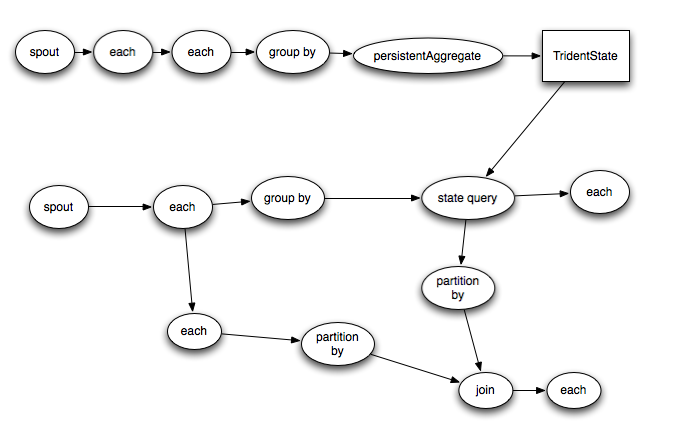 spout
each
each
group by
persistentAggregate
TridentState
spout
each
group by
state query
each
partition
by
each
partition
by
join
each